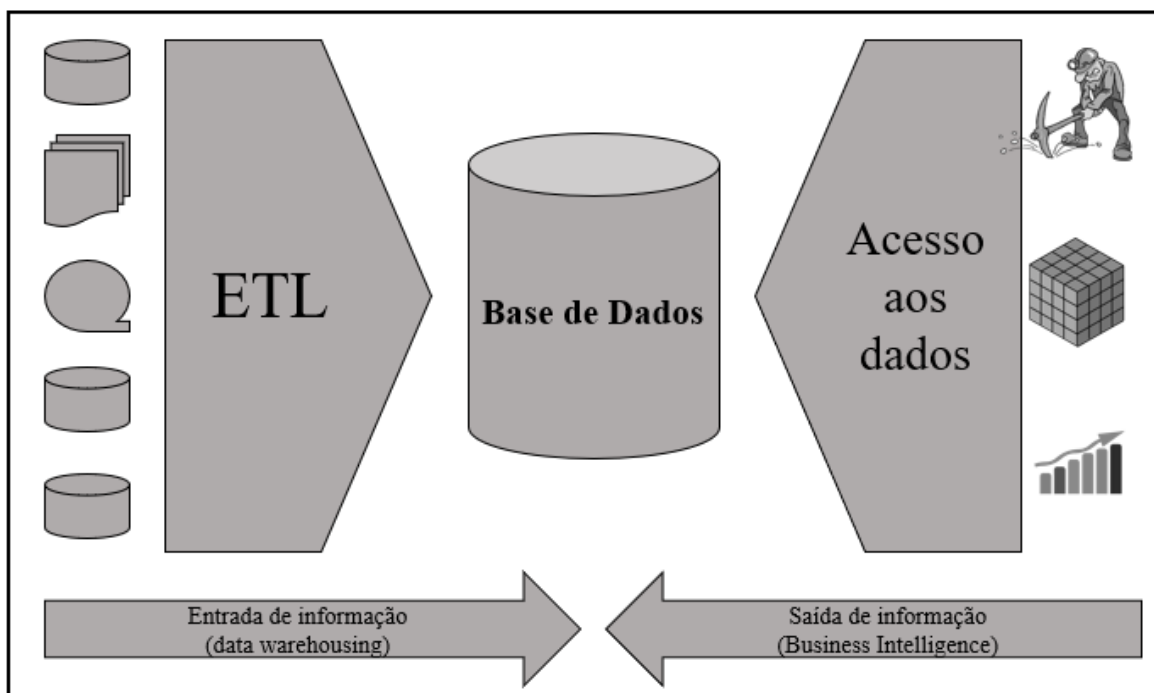 ETL
Base de Dados
Acesso
aos
dados
Entrada de informação
(data warehousing)
Saída de informação
(Business Intelligence)